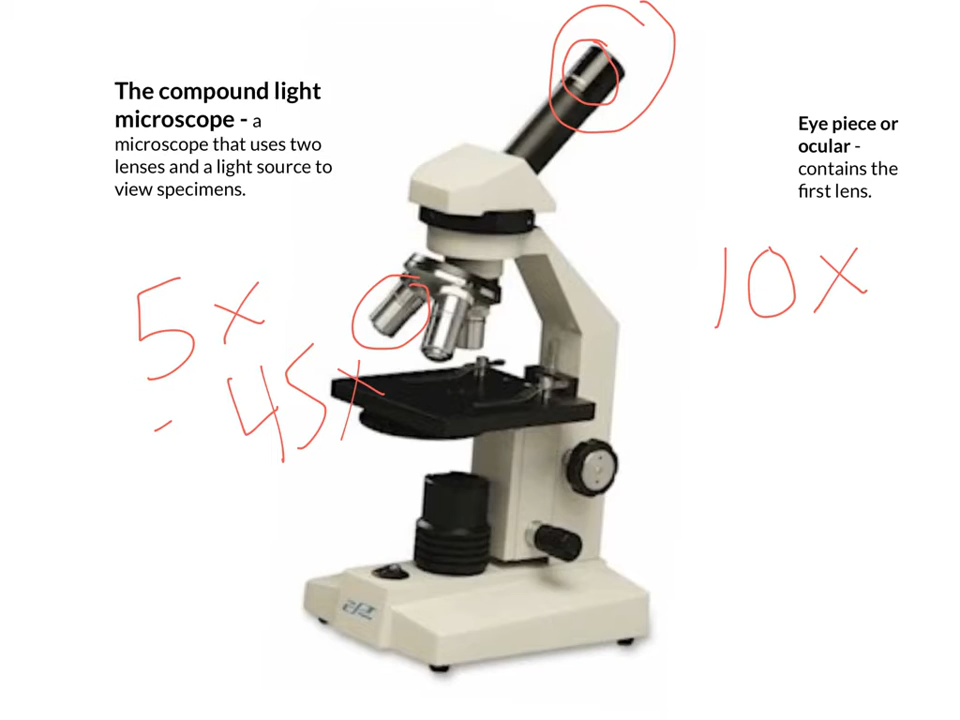 The compound light
microscope - a
microscope that uses two
lenses and a light source to
view specimens.
Eye piece or
ocular -
contains the
first lens.
5x
- 45x
10x